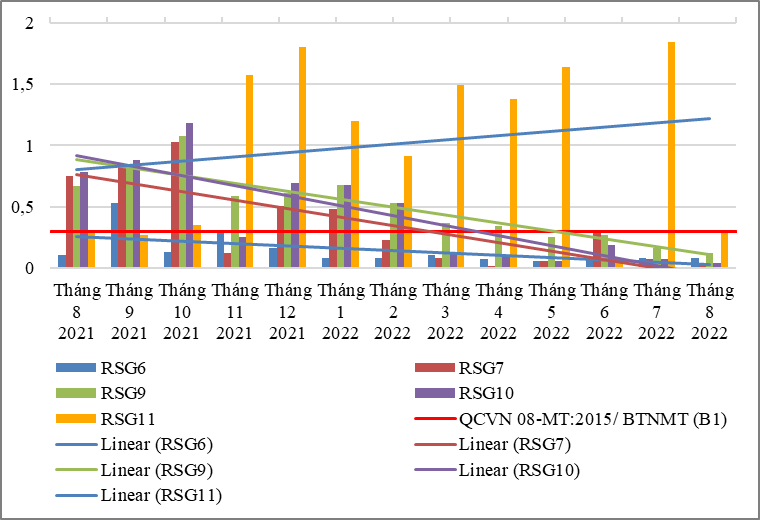 2
1,5
1
0,5
0
Tháng Tháng Tháng Tháng Tháng Tháng Tháng Tháng Tháng Tháng Tháng Tháng Tháng
8 9 10 11 12 1 2 3 4 5 6 7 8
2021 2021 2021 2021 2021 2022 2022 2022 2022 2022 2022 2022 2022
RSG6 RSG7
RSG9 RSG10
RSG11 QCVN 08-MT:2015/ BTNMT (B1)
Linear (RSG6) Linear (RSG7)
Linear (RSG9) Linear (RSG10)
Linear (RSG11)